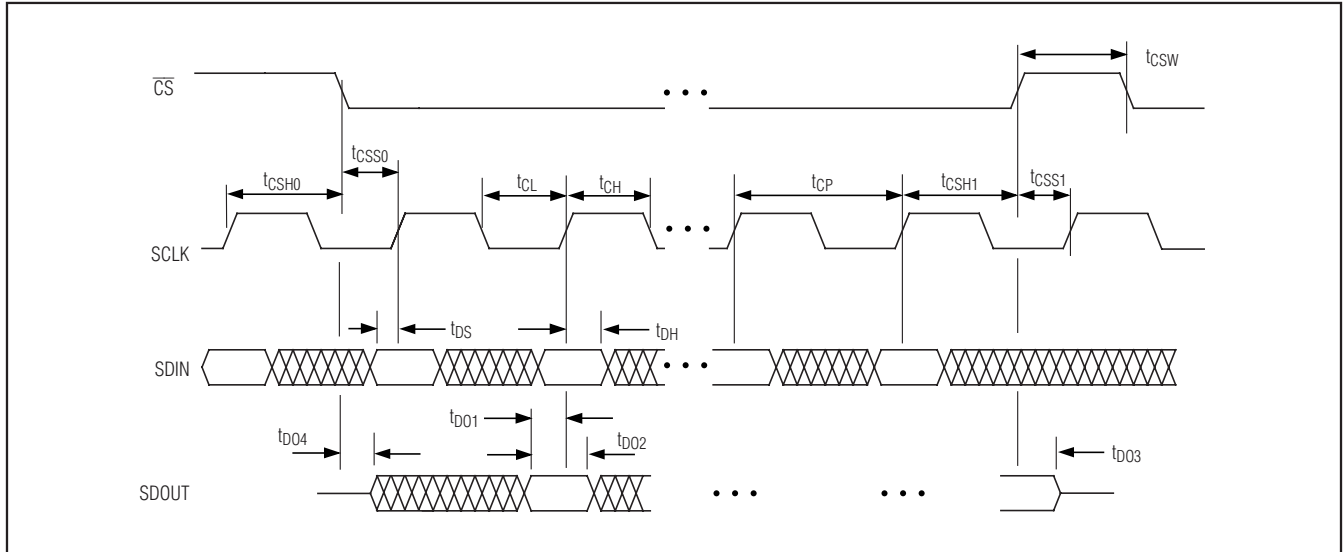 CS
tCSW
tCSS0
tCSH0
tCL
tCH
tCP
tCSH1
tCSS1
SCLK
tDS
tDH
SDIN
tDO1
tDO4
tDO2
tDO3
SDOUT